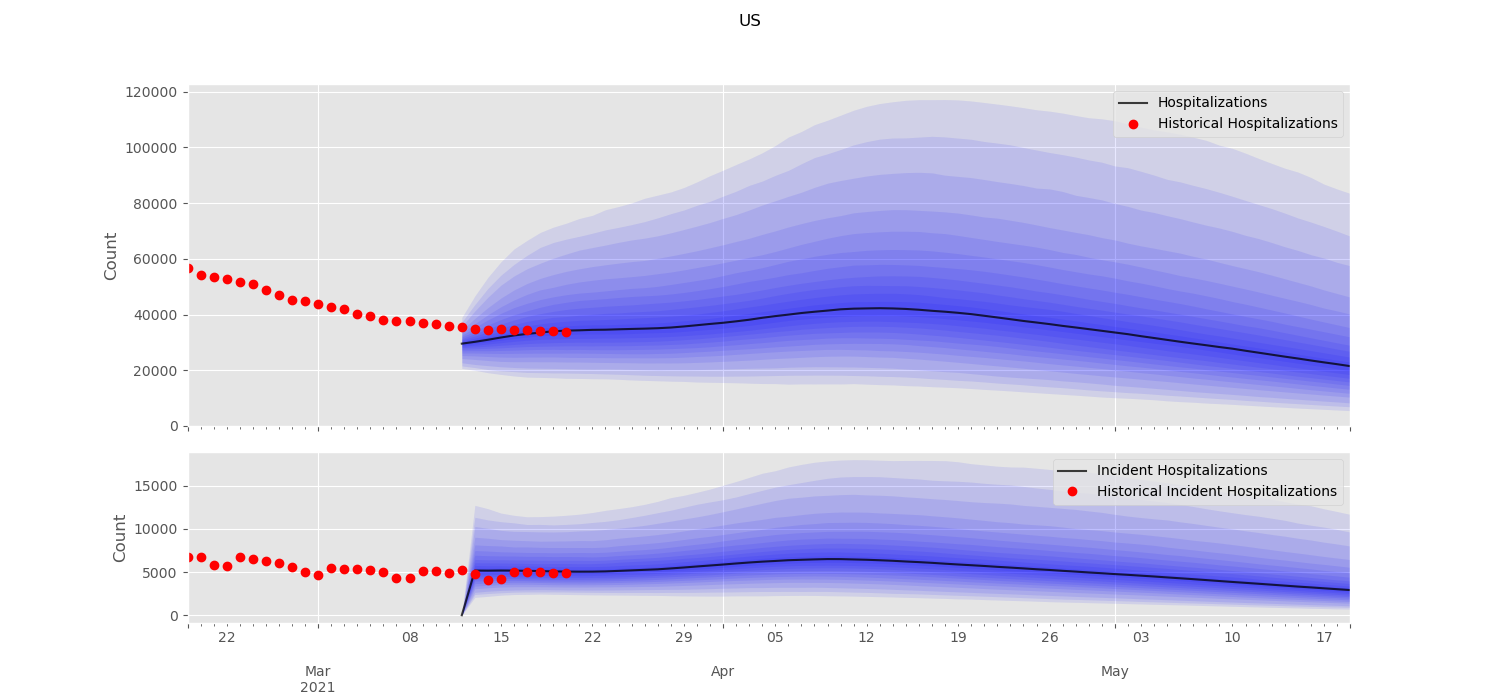 US
120000
100000
80000
60000
40000
20000
0
Count
Hospitalizations
Historical Hospitalizations
15000
10000
5000
0
Count
Incident Hospitalizations
Historical Incident Hospitalizations
22 08 15 22 29 05 12 19 26 03 10 17
Mar Apr May
2021